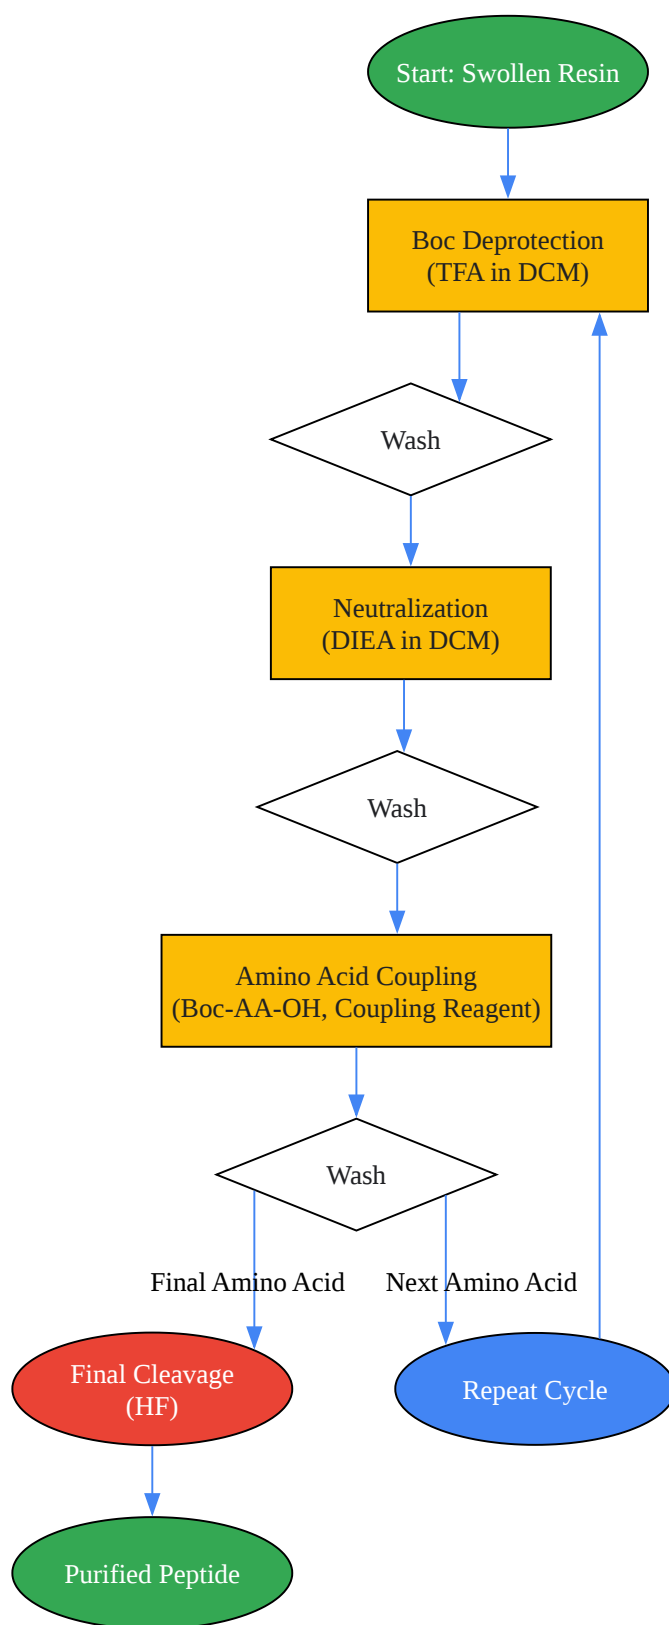 Start: Swollen Resin
Boc Deprotection
(TFA in DCM)
Wash
Neutralization
(DIEA in DCM)
Wash
Amino Acid Coupling
(Boc-AA-OH, Coupling Reagent)
Wash
Final Amino Acid
Next Amino Acid
Final Cleavage
(HF)
Repeat Cycle
Purified Peptide